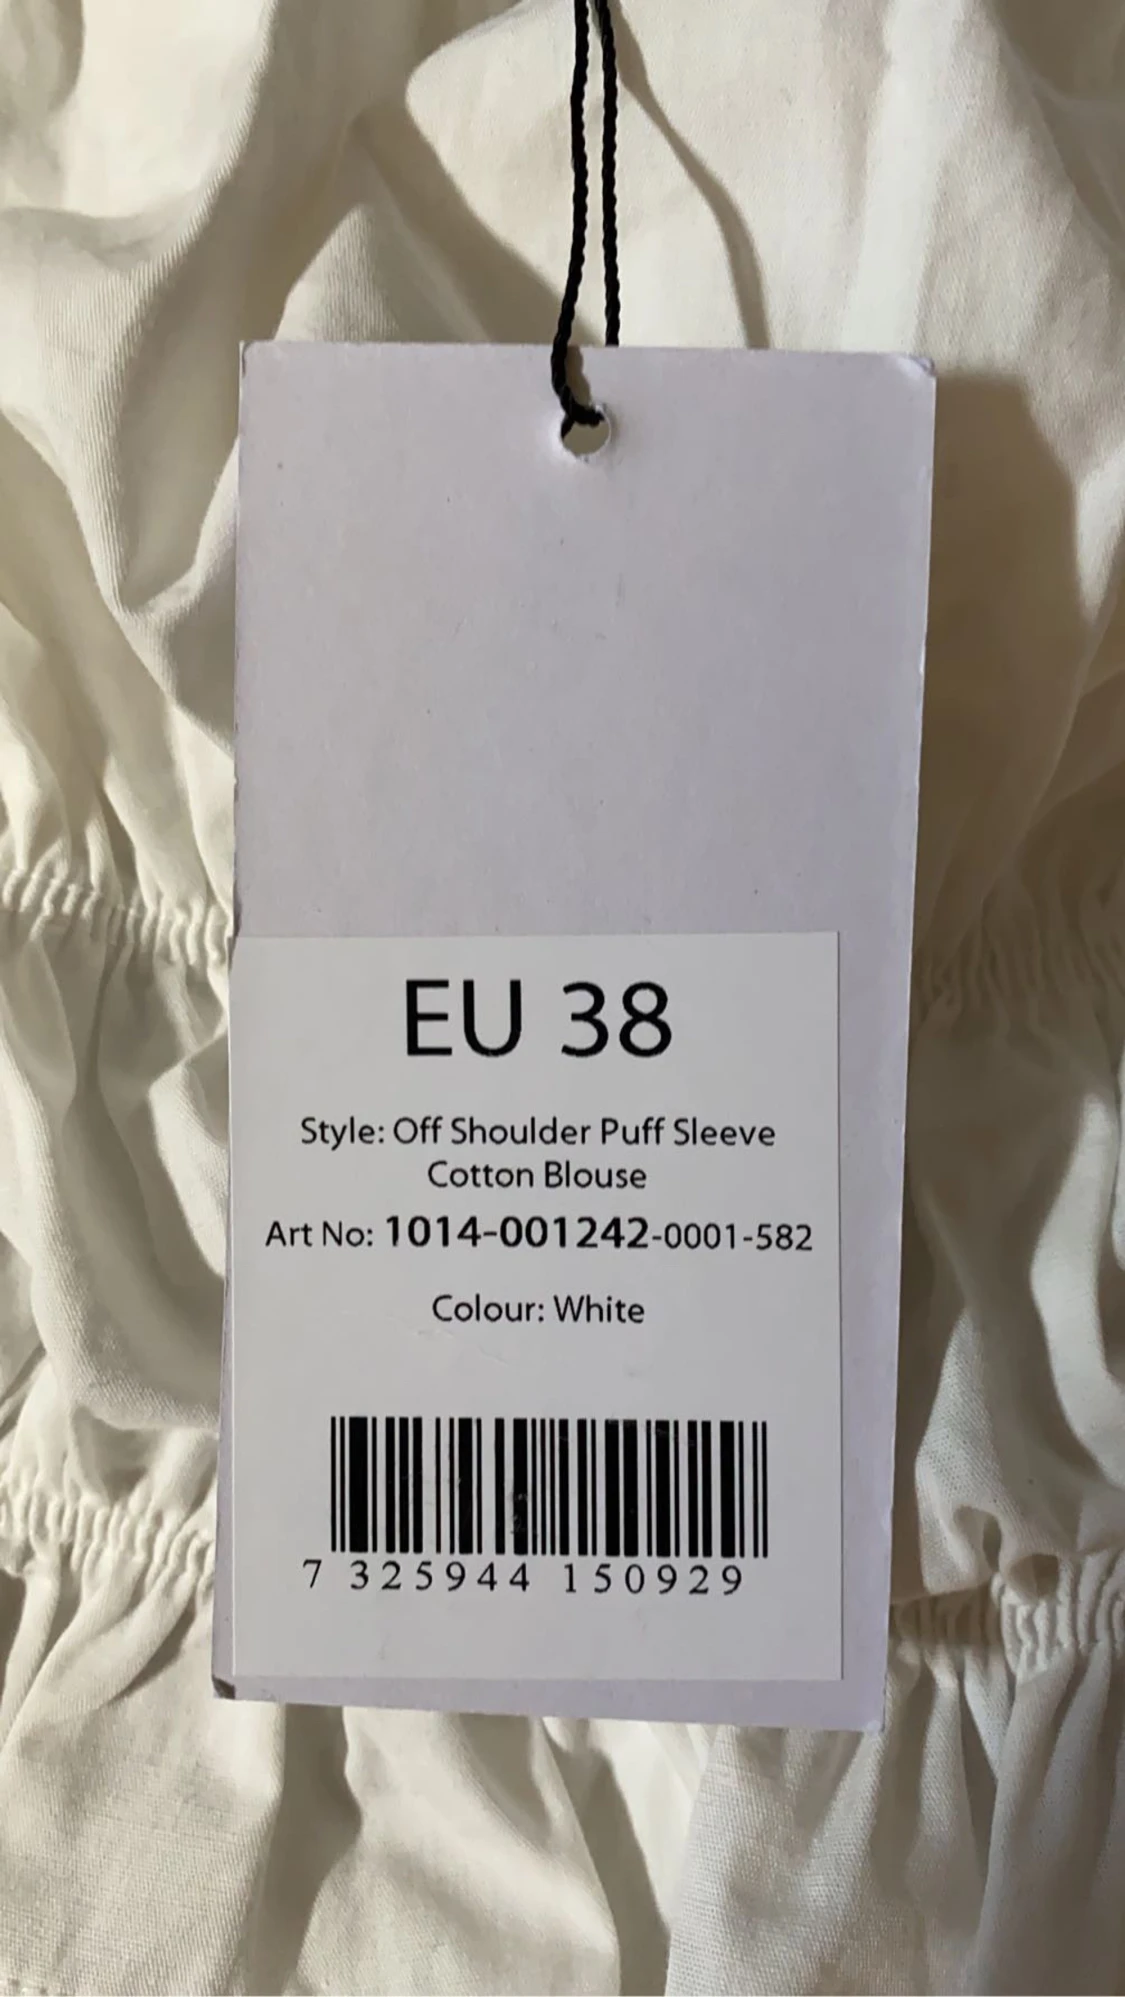 EU 38
Style: Off Shoulder Puff Sleeve
Cotton Blouse
Art No: 1014-001242-0001-582
Colour: White
7 325944 150929